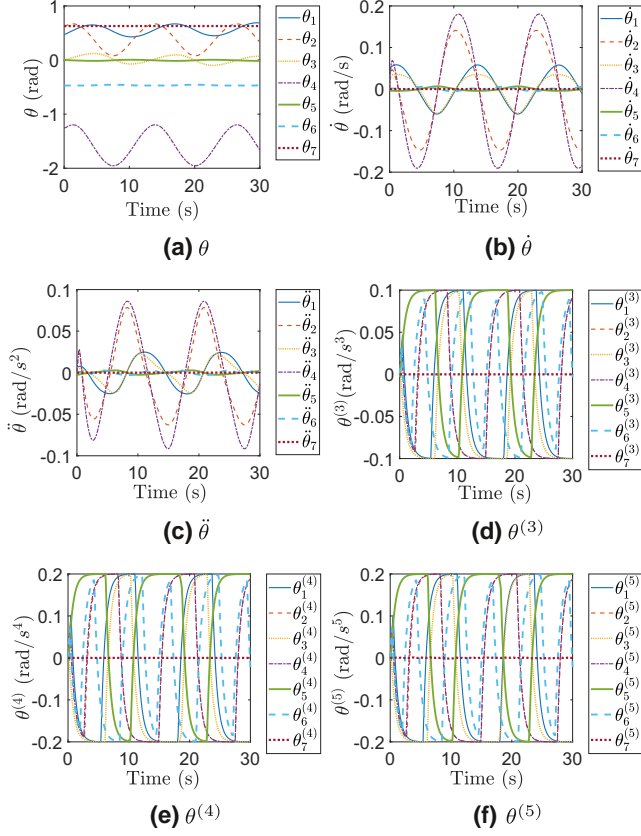 1
0
-1
-2
θ (rad)
0 10 20 30
Time (s)
θ₁
θ₂
θ₃
θ₄
θ₅
θ₆
θ₇
(a) θ
0.2
0.1
0
-0.1
-0.2
θ̇ (rad/s)
0 10 20 30
Time (s)
θ̇₁
θ̇₂
θ̇₃
θ̇₄
θ̇₅
θ̇₆
θ̇₇
(b) θ̇
0.1
0.05
0
-0.05
-0.1
θ̈ (rad/s²)
0 10 20 30
Time (s)
θ̈₁
θ̈₂
θ̈₃
θ̈₄
θ̈₅
θ̈₆
θ̈₇
(c) θ̈
0.1
0.05
0
-0.05
-0.1
θ⁽³⁾(rad/s³)
0 10 20 30
Time (s)
θ₁⁽³⁾
θ₂⁽³⁾
θ₃⁽³⁾
θ₄⁽³⁾
θ₅⁽³⁾
θ₆⁽³⁾
θ₇⁽³⁾
(d) θ⁽³⁾
0.2
0.1
0
-0.1
-0.2
θ⁽⁴⁾ (rad/s⁴)
0 10 20 30
Time (s)
θ₁⁽⁴⁾
θ₂⁽⁴⁾
θ₃⁽⁴⁾
θ₄⁽⁴⁾
θ₅⁽⁴⁾
θ₆⁽⁴⁾
θ₇⁽⁴⁾
(e) θ⁽⁴⁾
0.2
0.1
0
-0.1
-0.2
θ⁽⁵⁾ (rad/s⁵)
0 10 20 30
Time (s)
θ₁⁽⁵⁾
θ₂⁽⁵⁾
θ₃⁽⁵⁾
θ₄⁽⁵⁾
θ₅⁽⁵⁾
θ₆⁽⁵⁾
θ₇⁽⁵⁾
(f) θ⁽⁵⁾